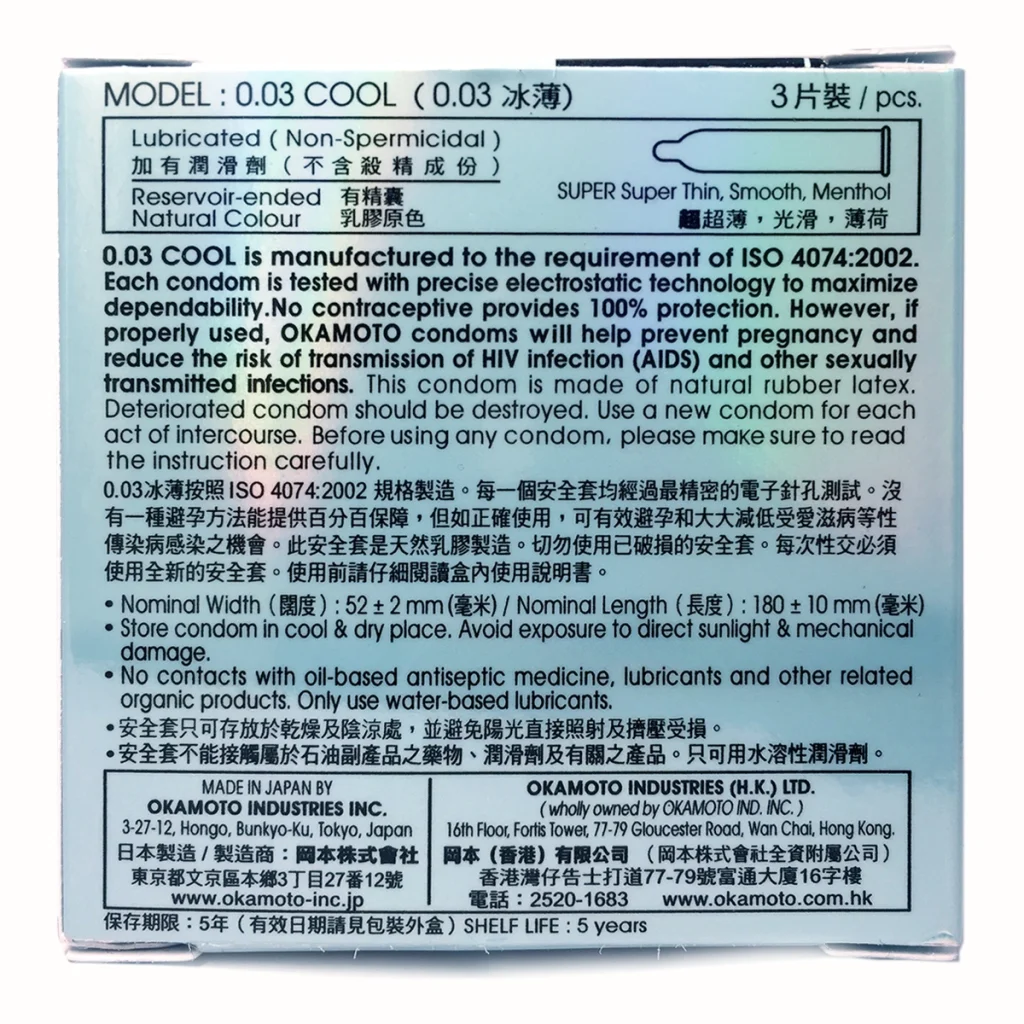 MODEL : 0.03 COOL ( 0.03 冰薄)
3片裝 / pcs.
Lubricated ( Non-Spermicidal )
加有潤滑劑 ( 不含殺精成份 )
Reservoir-ended 有精囊
Natural Colour 乳膠原色
SUPER Super Thin, Smooth, Menthol
超超薄，光滑，薄荷
0.03 COOL is manufactured to the requirement of ISO 4074:2002.
Each condom is tested with precise electrostatic technology to maximize
dependability.No contraceptive provides 100% protection. However, if
properly used, OKAMOTO condoms will help prevent pregnancy and
reduce the risk of transmission of HIV infection (AIDS) and other sexually
transmitted infections. This condom is made of natural rubber latex.
Deteriorated condom should be destroyed. Use a new condom for each
act of intercourse. Before using any condom, please make sure to read
the instruction carefully.
0.03冰薄按照ISO 4074:2002 規格製造。每一個安全套均經過最精密的電子針孔測試。沒
有一種避孕方法能提供百分百保障，但如正確使用，可有效避孕和大大減低受愛滋病等性
傳染病感染之機會。此安全套是天然乳膠製造。切勿使用已破損的安全套。每次性交必須
使用全新的安全套。使用前請仔細閱讀盒內使用說明書。
• Nominal Width (闊度) : 52 ± 2 mm (毫米) / Nominal Length (長度) : 180 ± 10 mm (毫米)
• Store condom in cool & dry place. Avoid exposure to direct sunlight & mechanical
damage.
• No contacts with oil-based antiseptic medicine, lubricants and other related
organic products. Only use water-based lubricants.
•安全套只可存放於乾燥及陰涼處，並避免陽光直接照射及擠壓受損。
•安全套不能接觸屬於石油副產品之藥物、潤滑劑及有關之產品。只可用水溶性潤滑劑。
MADE IN JAPAN BY
OKAMOTO INDUSTRIES INC.
3-27-12, Hongo, Bunkyo-Ku, Tokyo, Japan
日本製造 / 製造商：岡本株式會社
東京都文京區本鄉3丁目27番12號
www.okamoto-inc.jp
OKAMOTO INDUSTRIES (H.K.) LTD.
( wholly owned by OKAMOTO IND. INC. )
16th Floor, Fortis Tower, 77-79 Gloucester Road, Wan Chai, Hong Kong.
岡本 (香港) 有限公司 (岡本株式會社全資附屬公司)
香港灣仔告士打道77-79號富通大廈16字樓
電話：2520-1683 www.okamoto.com.hk
保存期限：5年 (有效日期請見包裝外盒) SHELF LIFE : 5 years